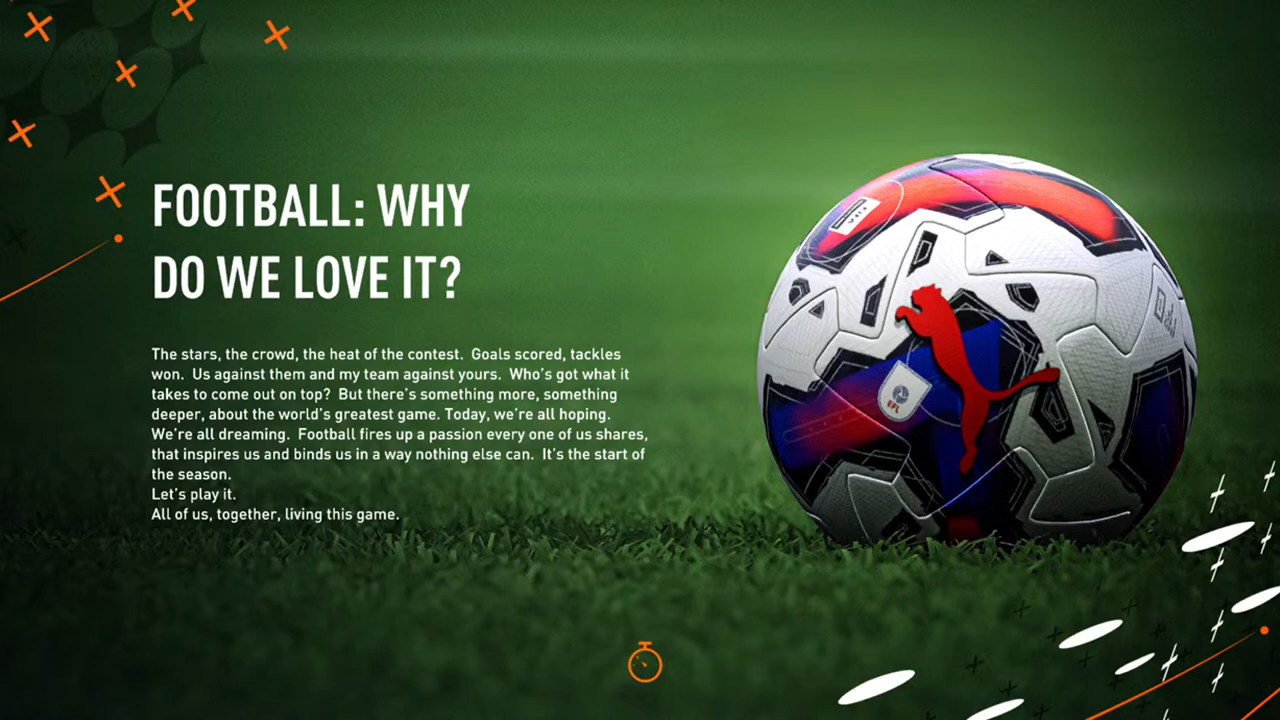 FOOTBALL: WHY
DO WE LOVE IT?
The stars, the crowd, the heat of the contest.  Goals scored, tackles
won.  Us against them and my team against yours.  Who's got what it
takes to come out on top?  But there's something more, something
deeper, about the world's greatest game. Today, we're all hoping.
We're all dreaming.  Football fires up a passion every one of us shares,
that inspires us and binds us in a way nothing else can.  It's the start of
the season.
Let's play it.
All of us, together, living this game.
FIFA
EFL